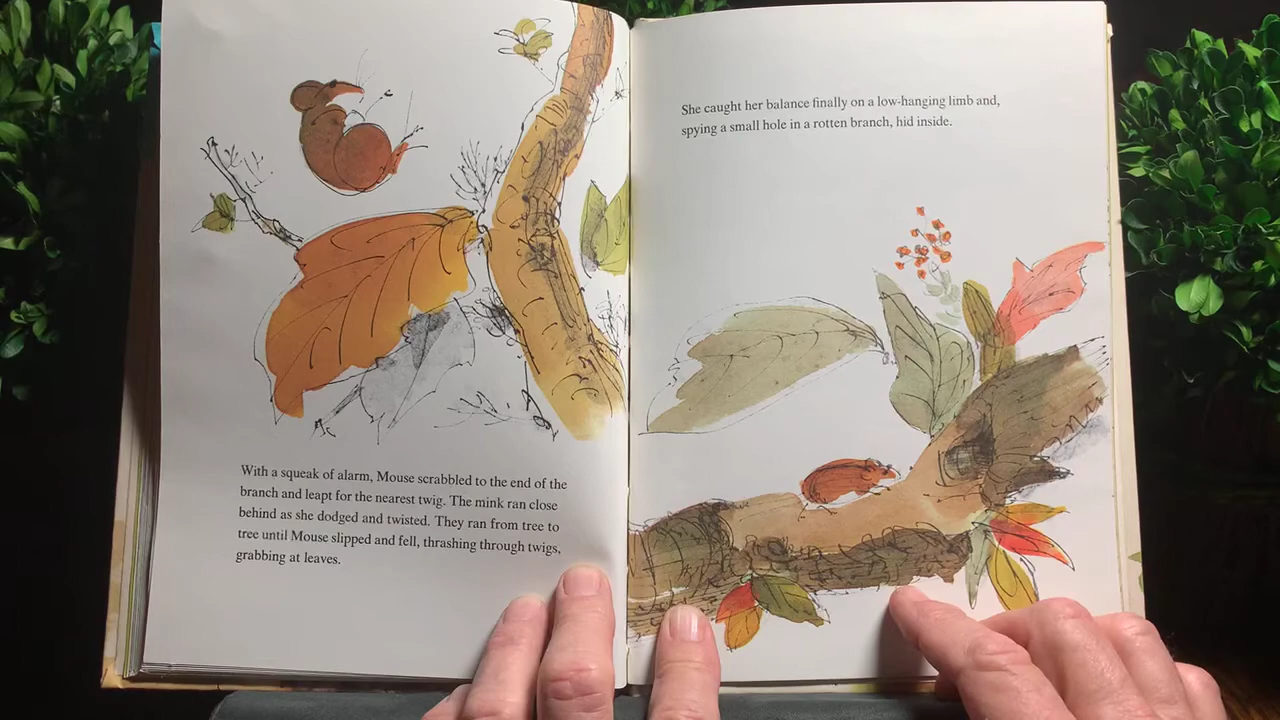 With a squeak of alarm, Mouse scrabbled to the end of the
branch and leapt for the nearest twig. The mink ran close
behind as she dodged and twisted. They ran from tree to
tree until Mouse slipped and fell, thrashing through twigs,
grabbing at leaves.
She caught her balance finally on a low-hanging limb and,
spying a small hole in a rotten branch, hid inside.